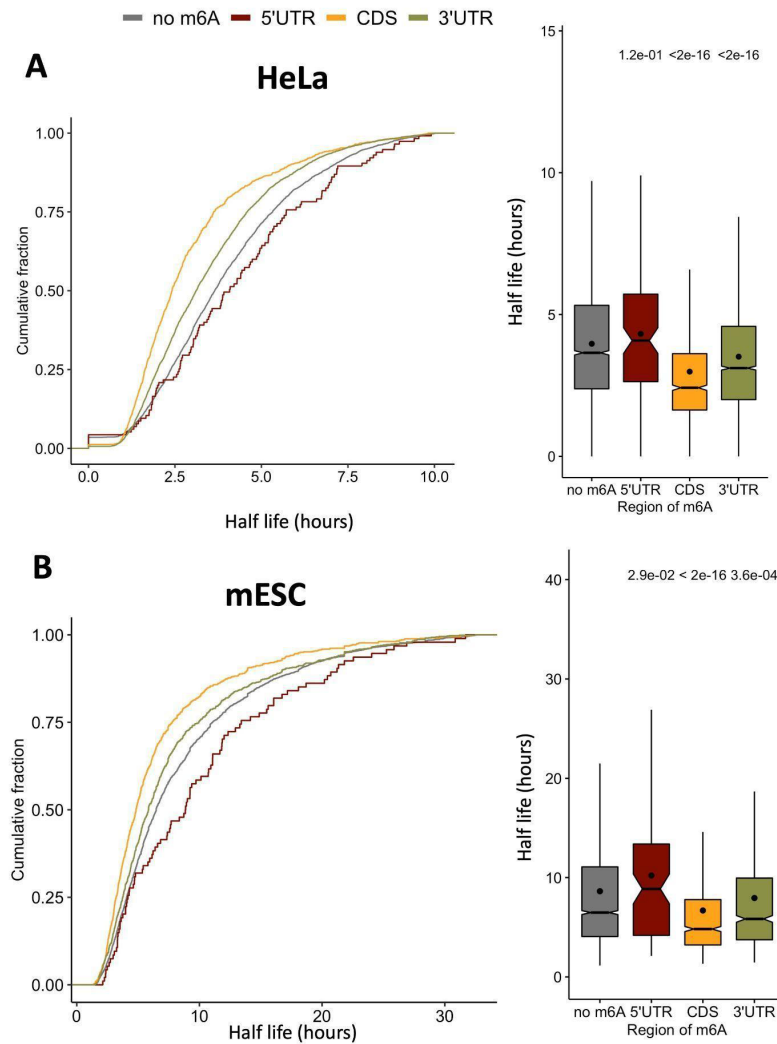 no m6A 5'UTR CDS 3'UTR
A
HeLa
1.00
0.75
0.50
0.25
0.00
Cumulative fraction
0.0 2.5 5.0 7.5 10.0
Half life (hours)
15
10
5
0
Half life (hours)
1.2e-01 <2e-16 <2e-16
no m6A 5'UTR CDS 3'UTR
Region of m6A
B
mESC
1.00
0.75
0.50
0.25
0.00
Cumulative fraction
0 10 20 30
Half life (hours)
40
30
20
10
0
Half life (hours)
2.9e-02 < 2e-16 3.6e-04
no m6A 5'UTR CDS 3'UTR
Region of m6A